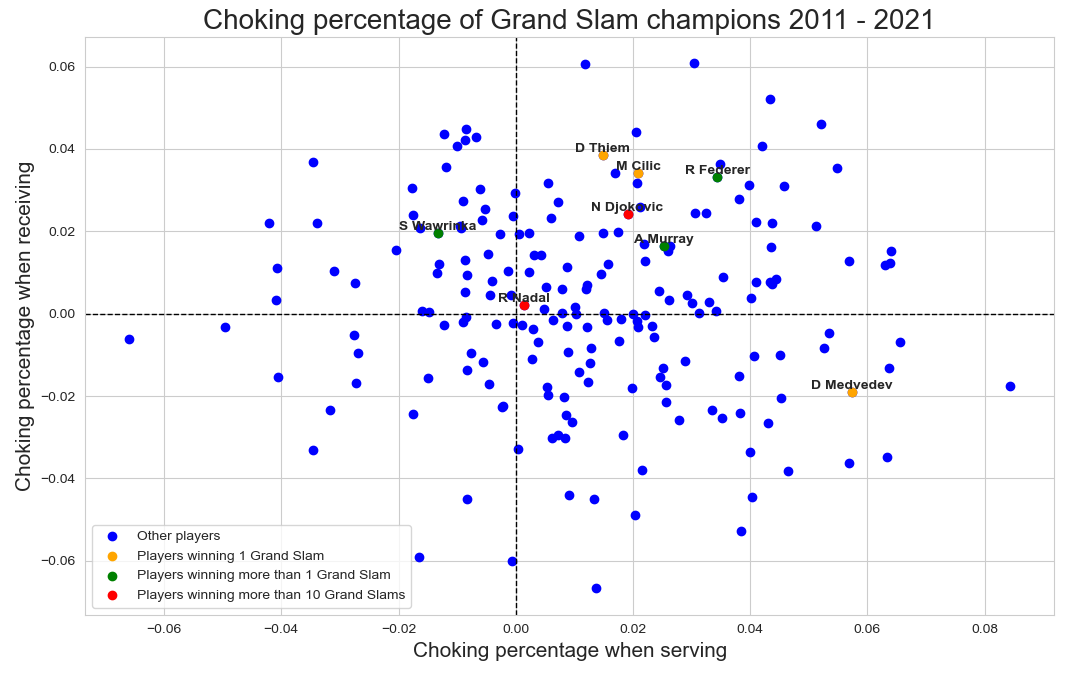 Choking percentage of Grand Slam champions 2011 - 2021
Choking percentage when receiving
0.06
0.04
0.02
0.00
−0.02
−0.04
−0.06
D Thiem
M Cilic
R Federer
N Djokovic
S Wawrinka
A Murray
R Nadal
D Medvedev
Other players
Players winning 1 Grand Slam
Players winning more than 1 Grand Slam
Players winning more than 10 Grand Slams
−0.06
−0.04
−0.02
0.00
0.02
0.04
0.06
0.08
Choking percentage when serving